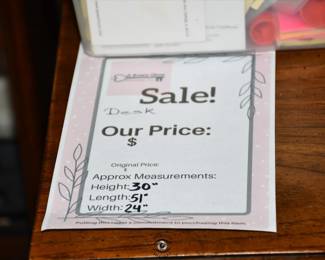 Sale!
Desk
Our Price:
$
Original Price:
Approx Measurements:
Height: 30"
Length: 51"
Width: 24"